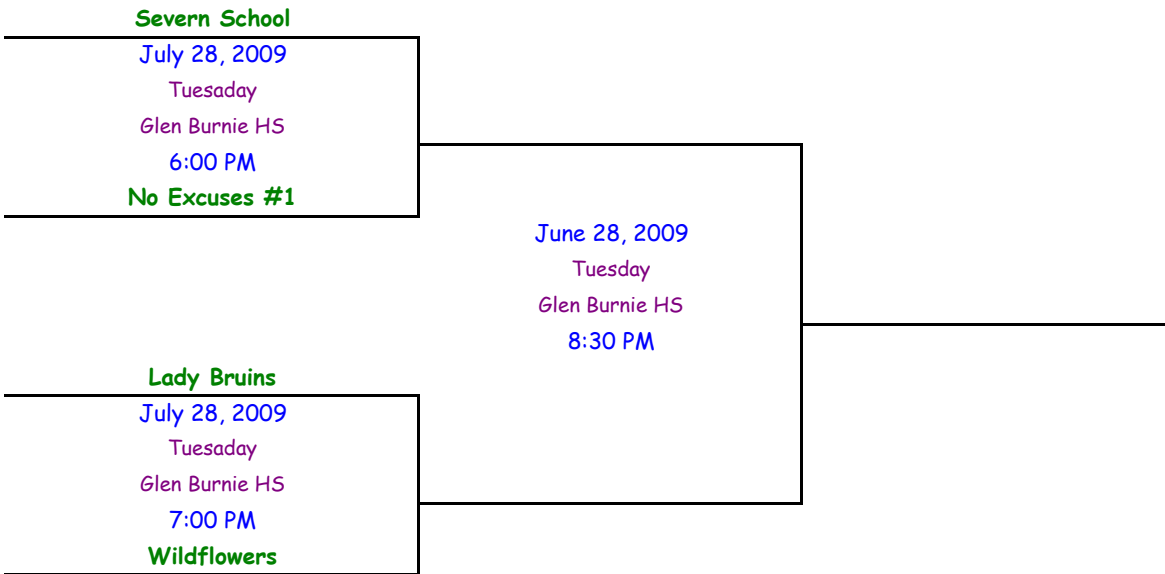 Severn School
July 28, 2009
Tuesaday
Glen Burnie HS
6:00 PM
No Excuses #1
June 28, 2009
Tuesday
Glen Burnie HS
8:30 PM
Lady Bruins
July 28, 2009
Tuesaday
Glen Burnie HS
7:00 PM
Wildflowers